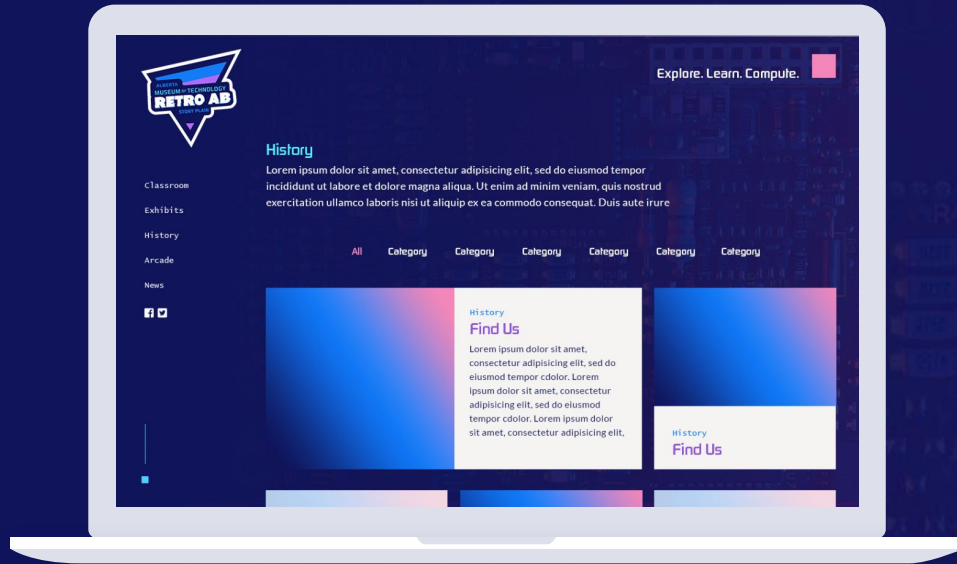 ALBERTA
MUSEUM OF TECHNOLOGY
RETRO AB
STONY PLAIN
Explore. Learn. Compute.
History
Lorem ipsum dolor sit amet, consectetur adipisicing elit, sed do eiusmod tempor
incididunt ut labore et dolore magna aliqua. Ut enim ad minim veniam, quis nostrud
exercitation ullamco laboris nisi ut aliquip ex ea commodo consequat. Duis aute irure
Classroom
Exhibits
History
Arcade
News
All Category Category Category Category Category Category
History
Find Us
Lorem ipsum dolor sit amet,
consectetur adipisicing elit, sed do
eiusmod tempor cdolor. Lorem
ipsum dolor sit amet, consectetur
adipisicing elit, sed do eiusmod
tempor cdolor. Lorem ipsum dolor
sit amet, consectetur adipisicing elit,
History
Find Us